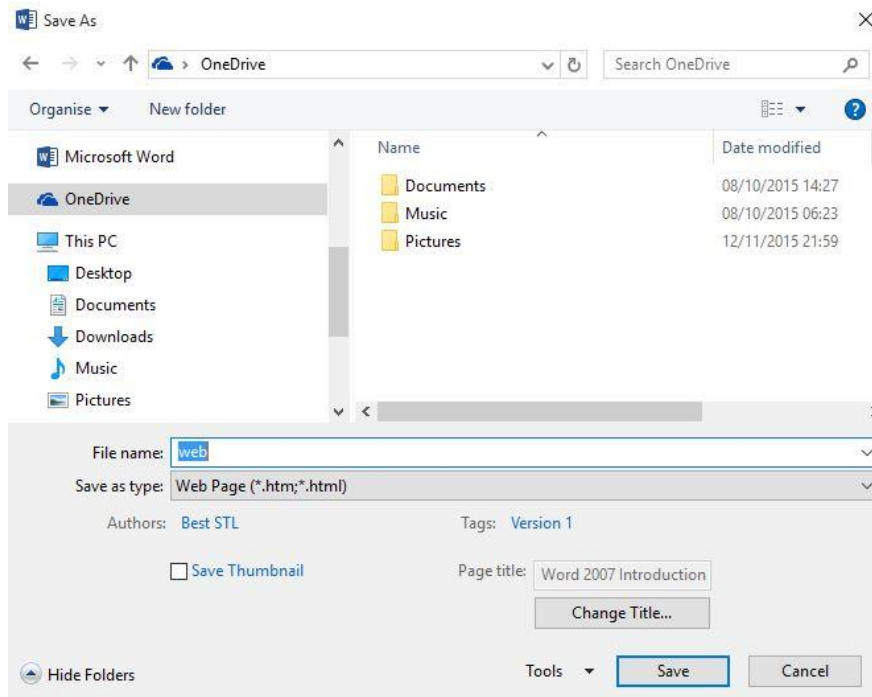 Save As
OneDrive
Search OneDrive
Organise
New folder
Name
Date modified
Microsoft Word
OneDrive
This PC
Desktop
Documents
Downloads
Music
Pictures
Documents 08/10/2015 14:27
Music 08/10/2015 06:23
Pictures 12/11/2015 21:59
File name: web
Save as type: Web Page (*.htm;*.html)
Authors: Best STL
Tags: Version 1
Save Thumbnail
Page title: Word 2007 Introduction
Change Title...
Hide Folders
Tools
Save
Cancel